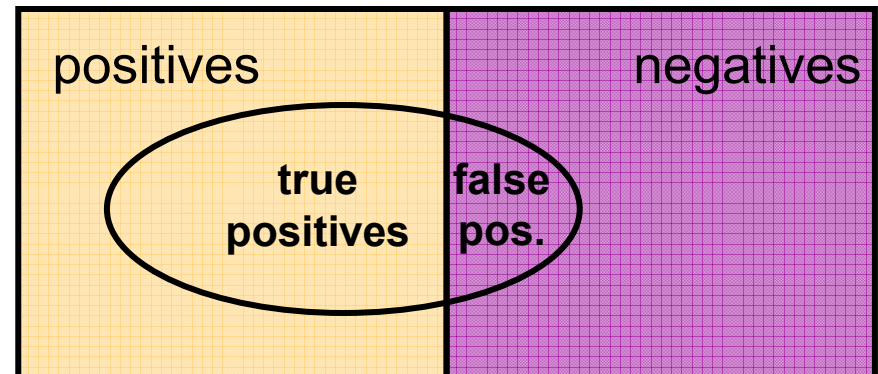 positives
negatives
true
positives
false
pos.